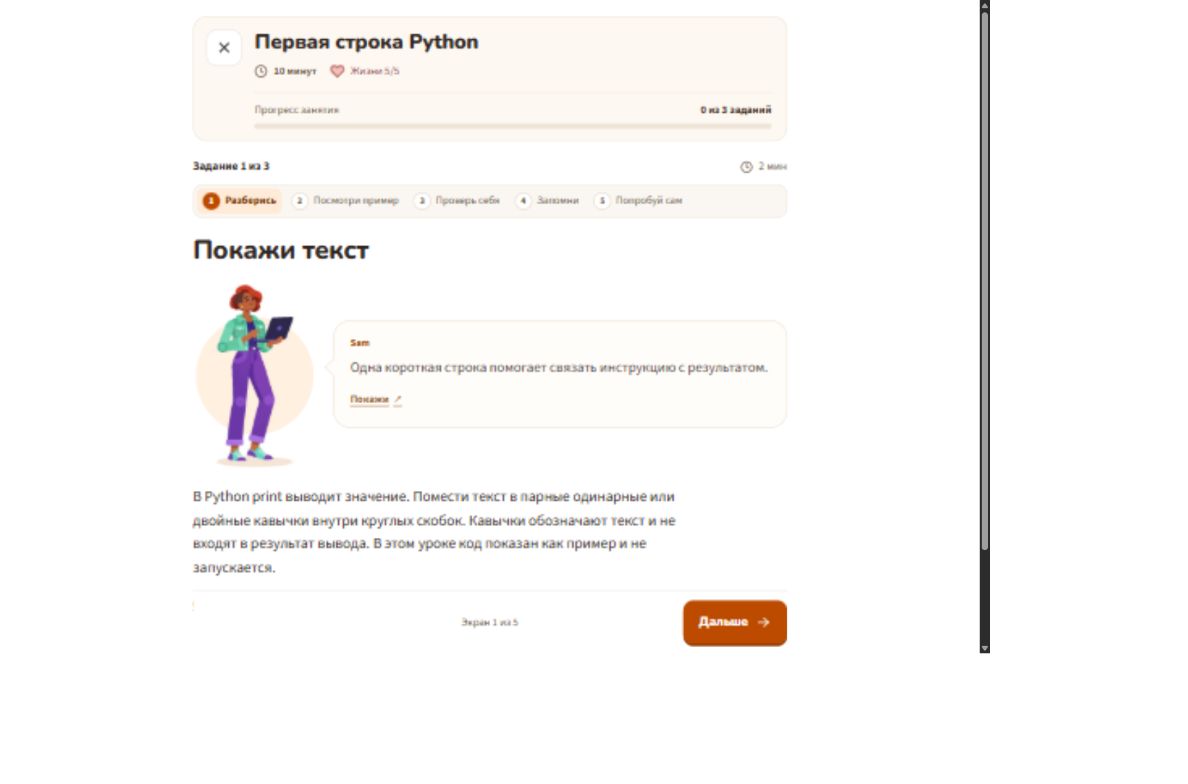 Первая строка Python
10 минут Жизни 5/5
Прогресс занятия 0 из 3 заданий
Задание 1 из 3 2 мин
1 Разберись 2 Посмотри пример 3 Проверь себя 4 Запомни 5 Попробуй сам
Покажи текст
Sam
Одна короткая строка помогает связать инструкцию с результатом.
Покажи ↗
В Python print выводит значение. Помести текст в парные одинарные или
двойные кавычки внутри круглых скобок. Кавычки обозначают текст и не
входят в результат вывода. В этом уроке код показан как пример и не
запускается.
Экран 1 из 5 Дальше →